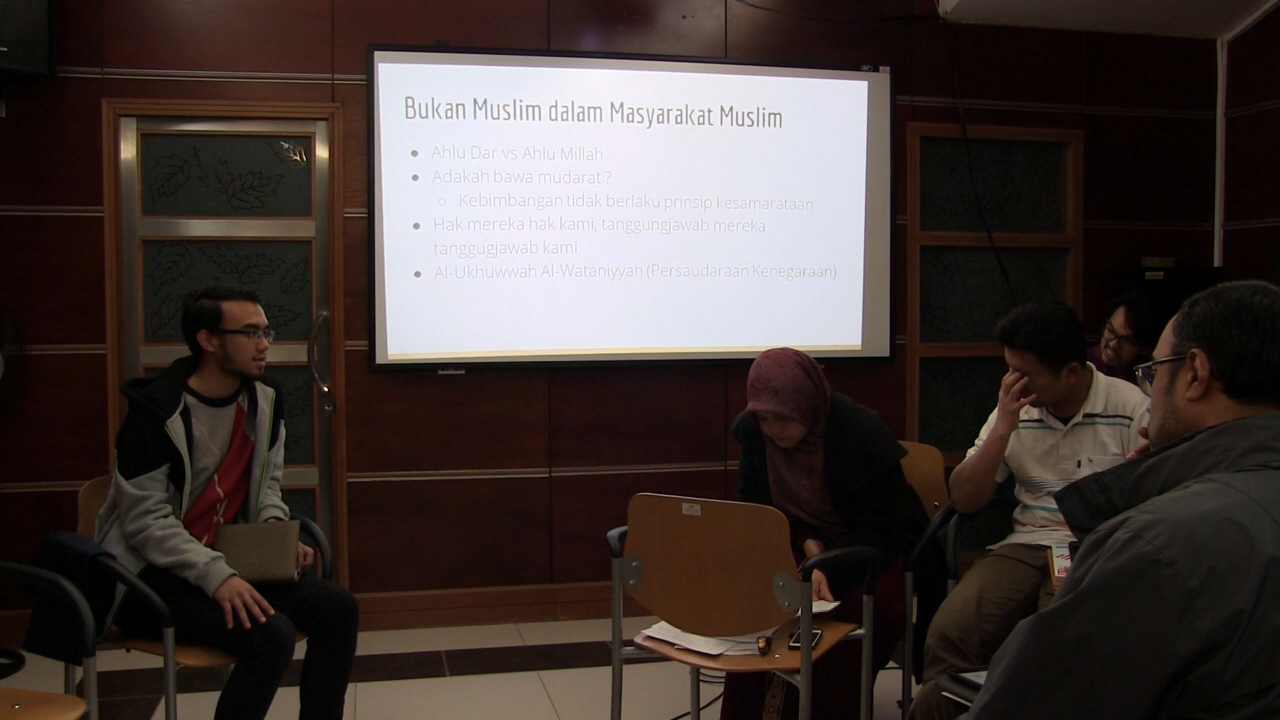 Bukan Muslim dalam Masyarakat Muslim
● Ahlu Dar vs Ahlu Millah
● Adakah bawa mudarat ?
○ Kebimbangan tidak berlaku prinsip kesamarataan
● Hak mereka hak kami, tanggungjawab mereka
tanggugjawab kami
● Al-Ukhuwwah Al-Wataniyyah (Persaudaraan Kenegaraan)